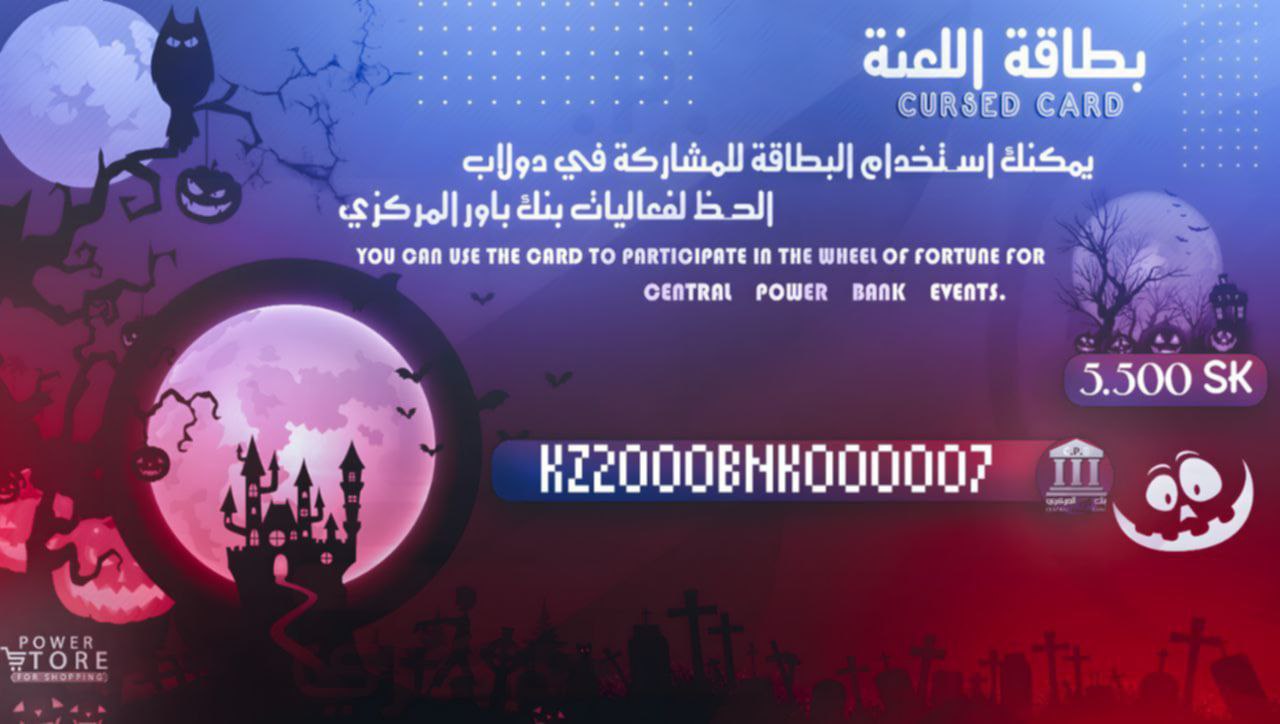 بطاقة اللعنة
CURSED CARD
يمكنك استخدام البطاقة للمشاركة في دولاب
الحظ لفعاليات بنك باور المركزي
YOU CAN USE THE CARD TO PARTICIPATE IN THE WHEEL OF FORTUNE FOR
CENTRAL POWER BANK EVENTS.
5.500 SK
KZ2000BNK000007
C.P.
POWER
STORE
FOR SHOPPING